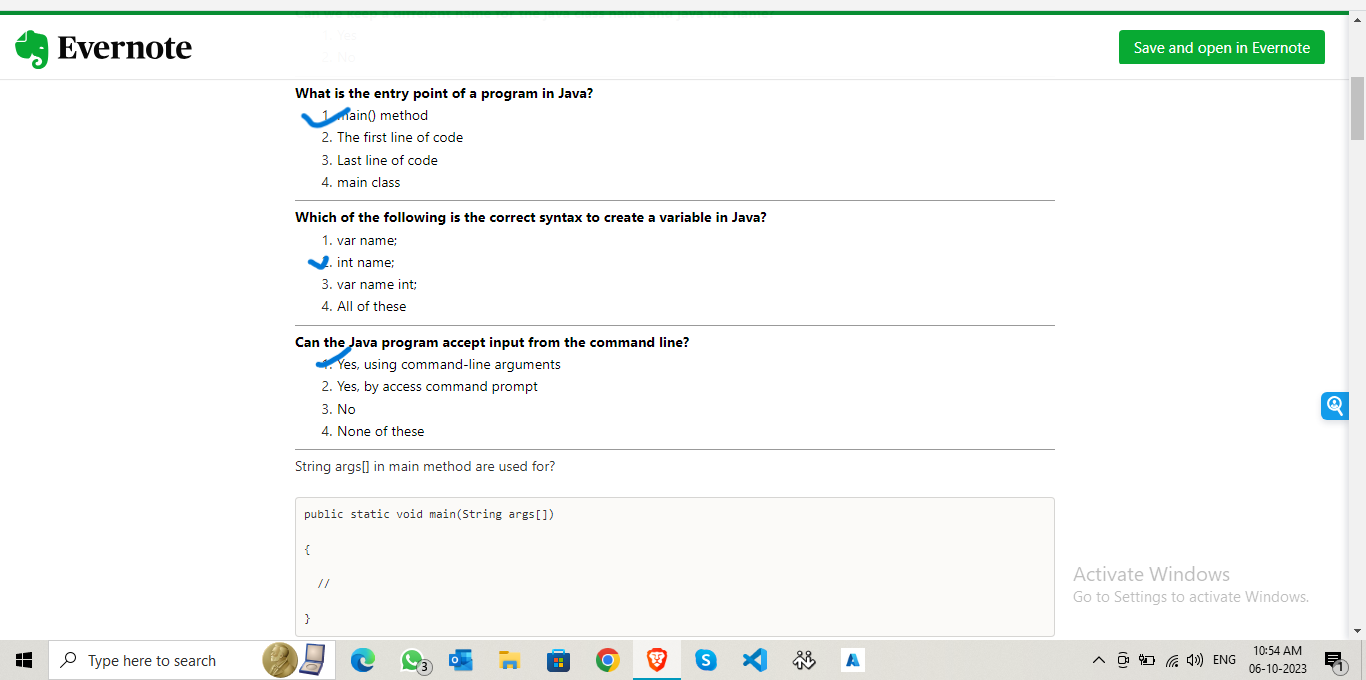 Yes
2. No
Evernote
Save and open in Evernote
What is the entry point of a program in Java?
1. main() method
2. The first line of code
3. Last line of code
4. main class
Which of the following is the correct syntax to create a variable in Java?
1. var name;
2. int name;
3. var name int;
4. All of these
Can the Java program accept input from the command line?
1. Yes, using command-line arguments
2. Yes, by access command prompt
3. No
4. None of these
String args[] in main method are used for?
public static void main(String args[])
{
//
}
Activate Windows
Go to Settings to activate Windows.
Type here to search
3
ENG
10:54 AM
06-10-2023
1